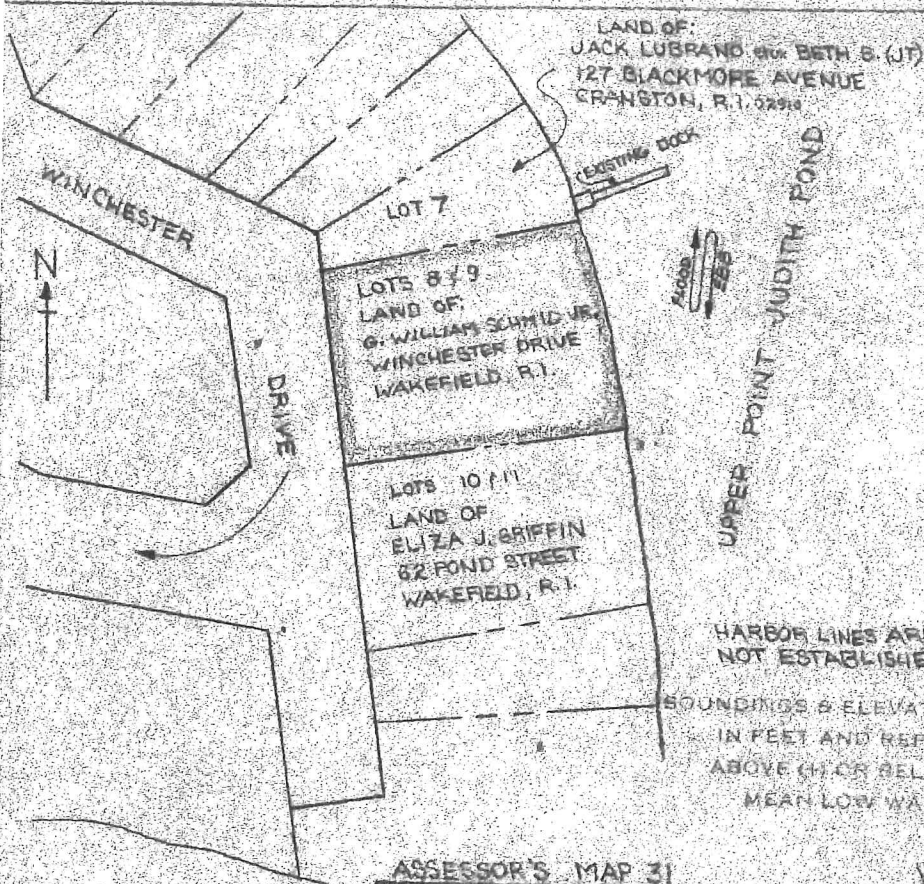 LAND OF:
JACK LUBRANO BETH B. (JT)
127 BLACKMORE AVENUE
CRANSTON, R.I.
EXISTING DOCK
WINCHESTER
LOT 7
UPPER POINT JUDITH POND
N
FLOOD
EBB
LOTS 8 / 9
LAND OF:
G. WILLIAM SCHMID JR.
WINCHESTER DRIVE
WAKEFIELD, R.I.
DRIVE
LOTS 10 / 11
LAND OF
ELIZA J. GRIFFIN
62 POND STREET
WAKEFIELD, R.I.
HARBOR LINES ARE
NOT ESTABLISHE
SOUNDINGS & ELEVA
IN FEET AND REF
ABOVE (+) OR BEL
MEAN LOW WA
ASSESSOR'S MAP 31